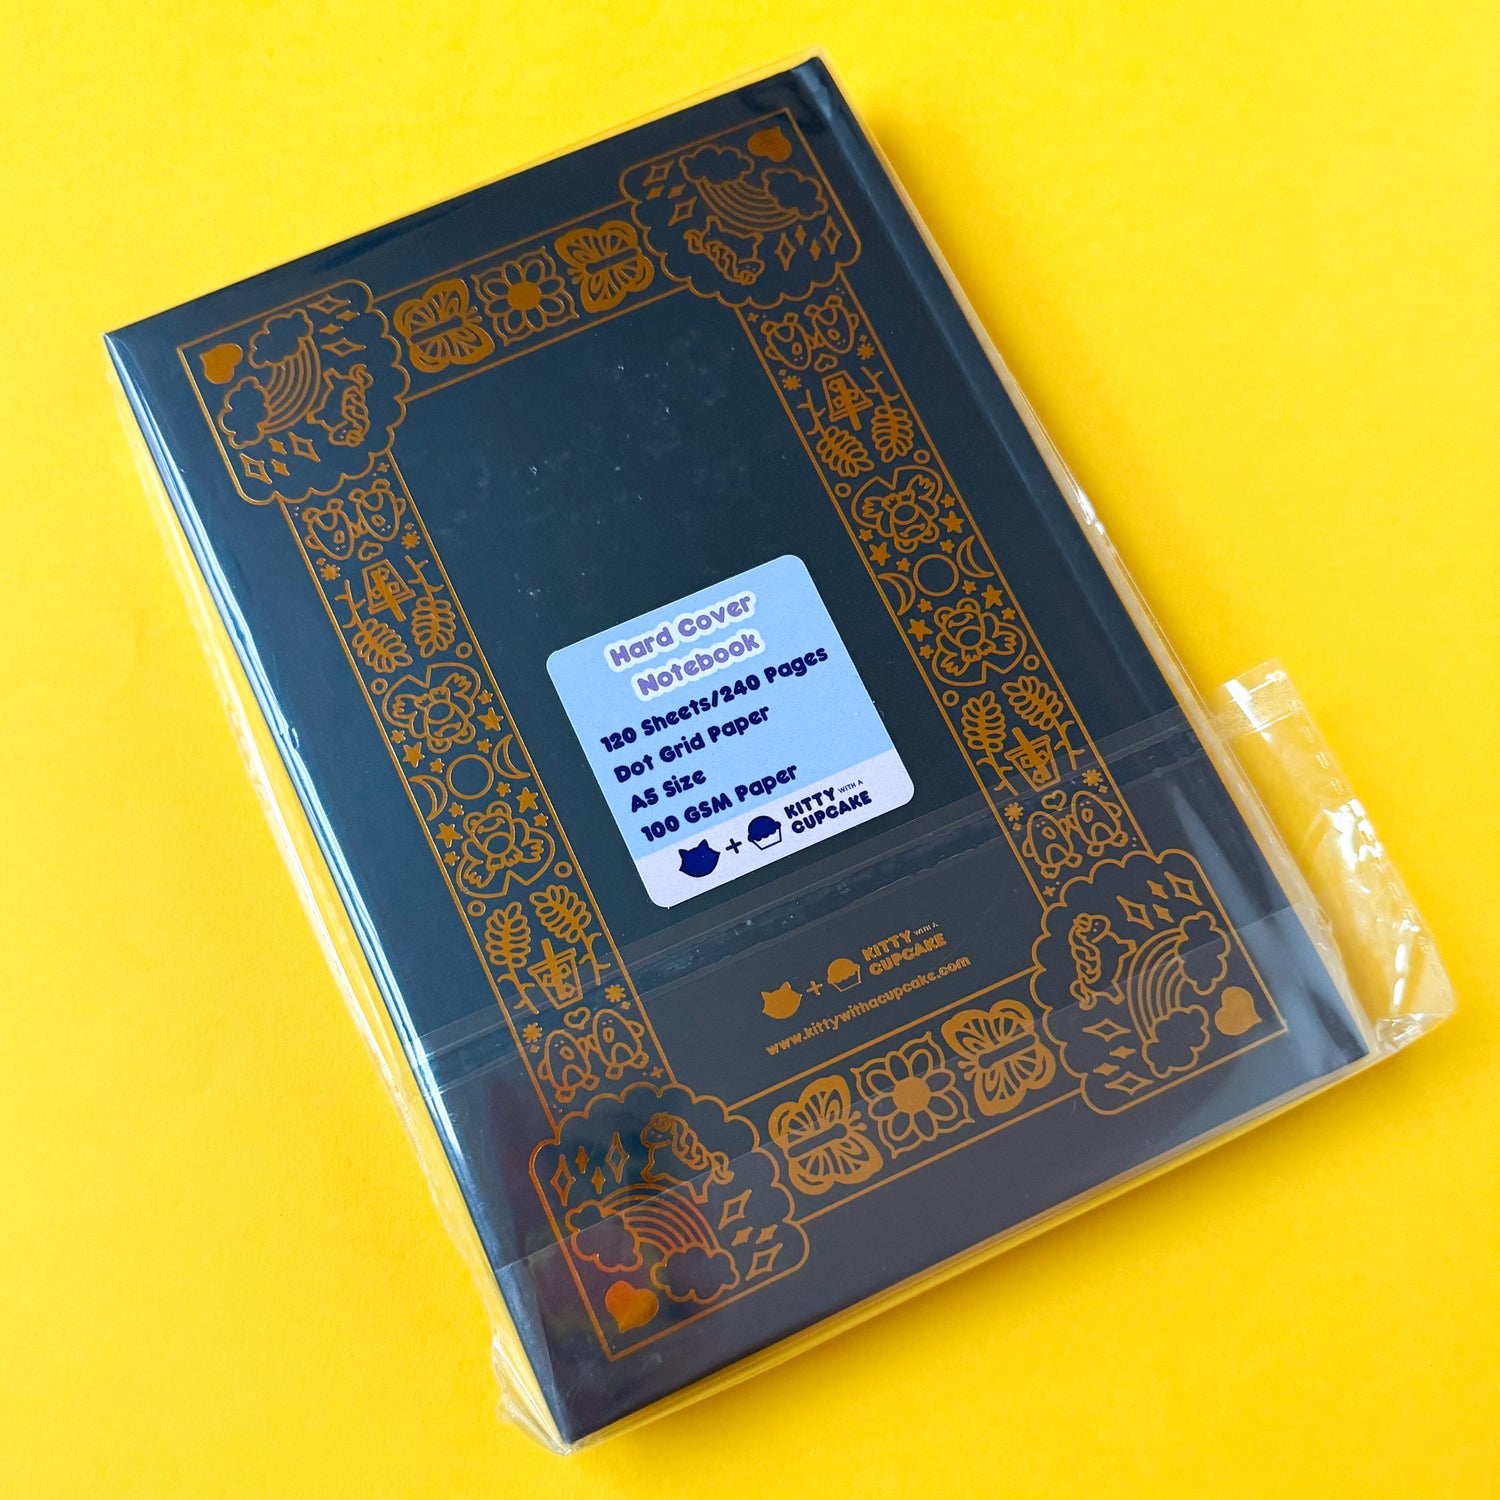 Hard Cover
Notebook
120 Sheets/240 Pages
Dot Grid Paper
A5 Size
100 GSM Paper
+ KITTY WITH A
CUPCAKE
+ KITTY WITH A
CUPCAKE
www.kittywithacupcake.com